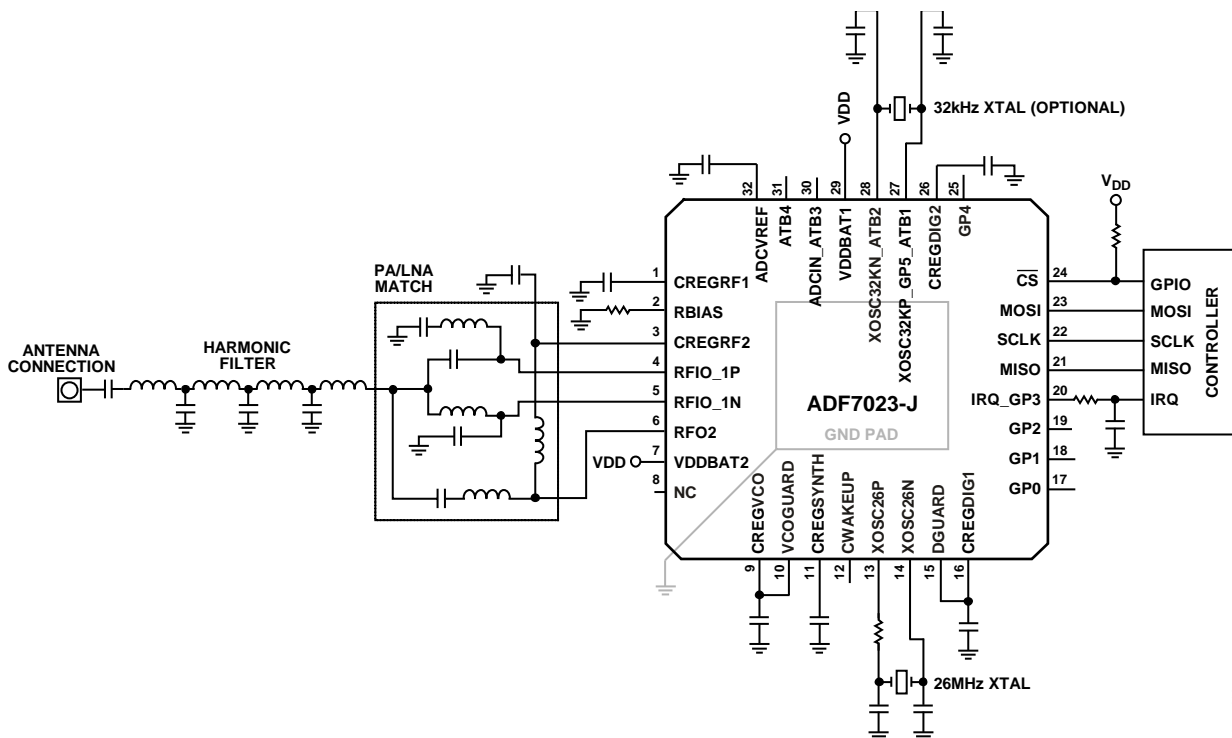 32kHz XTAL (OPTIONAL)
VDD
32
31
30
29
28
27
26
25
ADCVREF
ATB4
ADCIN_ATB3
VDDBAT1
XOSC32KN_ATB2
XOSC32KP_GP5_ATB1
CREGDIG2
GP4
VDD
PA/LNA
MATCH
ANTENNA
CONNECTION
HARMONIC
FILTER
1 CREGRF1
2 RBIAS
3 CREGRF2
4 RFIO_1P
5 RFIO_1N
6 RFO2
VDD 7 VDDBAT2
8 NC
ADF7023-J
GND PAD
CS 24 GPIO
MOSI 23 MOSI
SCLK 22 SCLK
MISO 21 MISO
IRQ_GP3 20 IRQ
GP2 19
GP1 18
GP0 17
CONTROLLER
CREGVCO
VCOGUARD
CREGSYNTH
CWAKEUP
XOSC26P
XOSC26N
DGUARD
CREGDIG1
9
10
11
12
13
14
15
16
26MHz XTAL